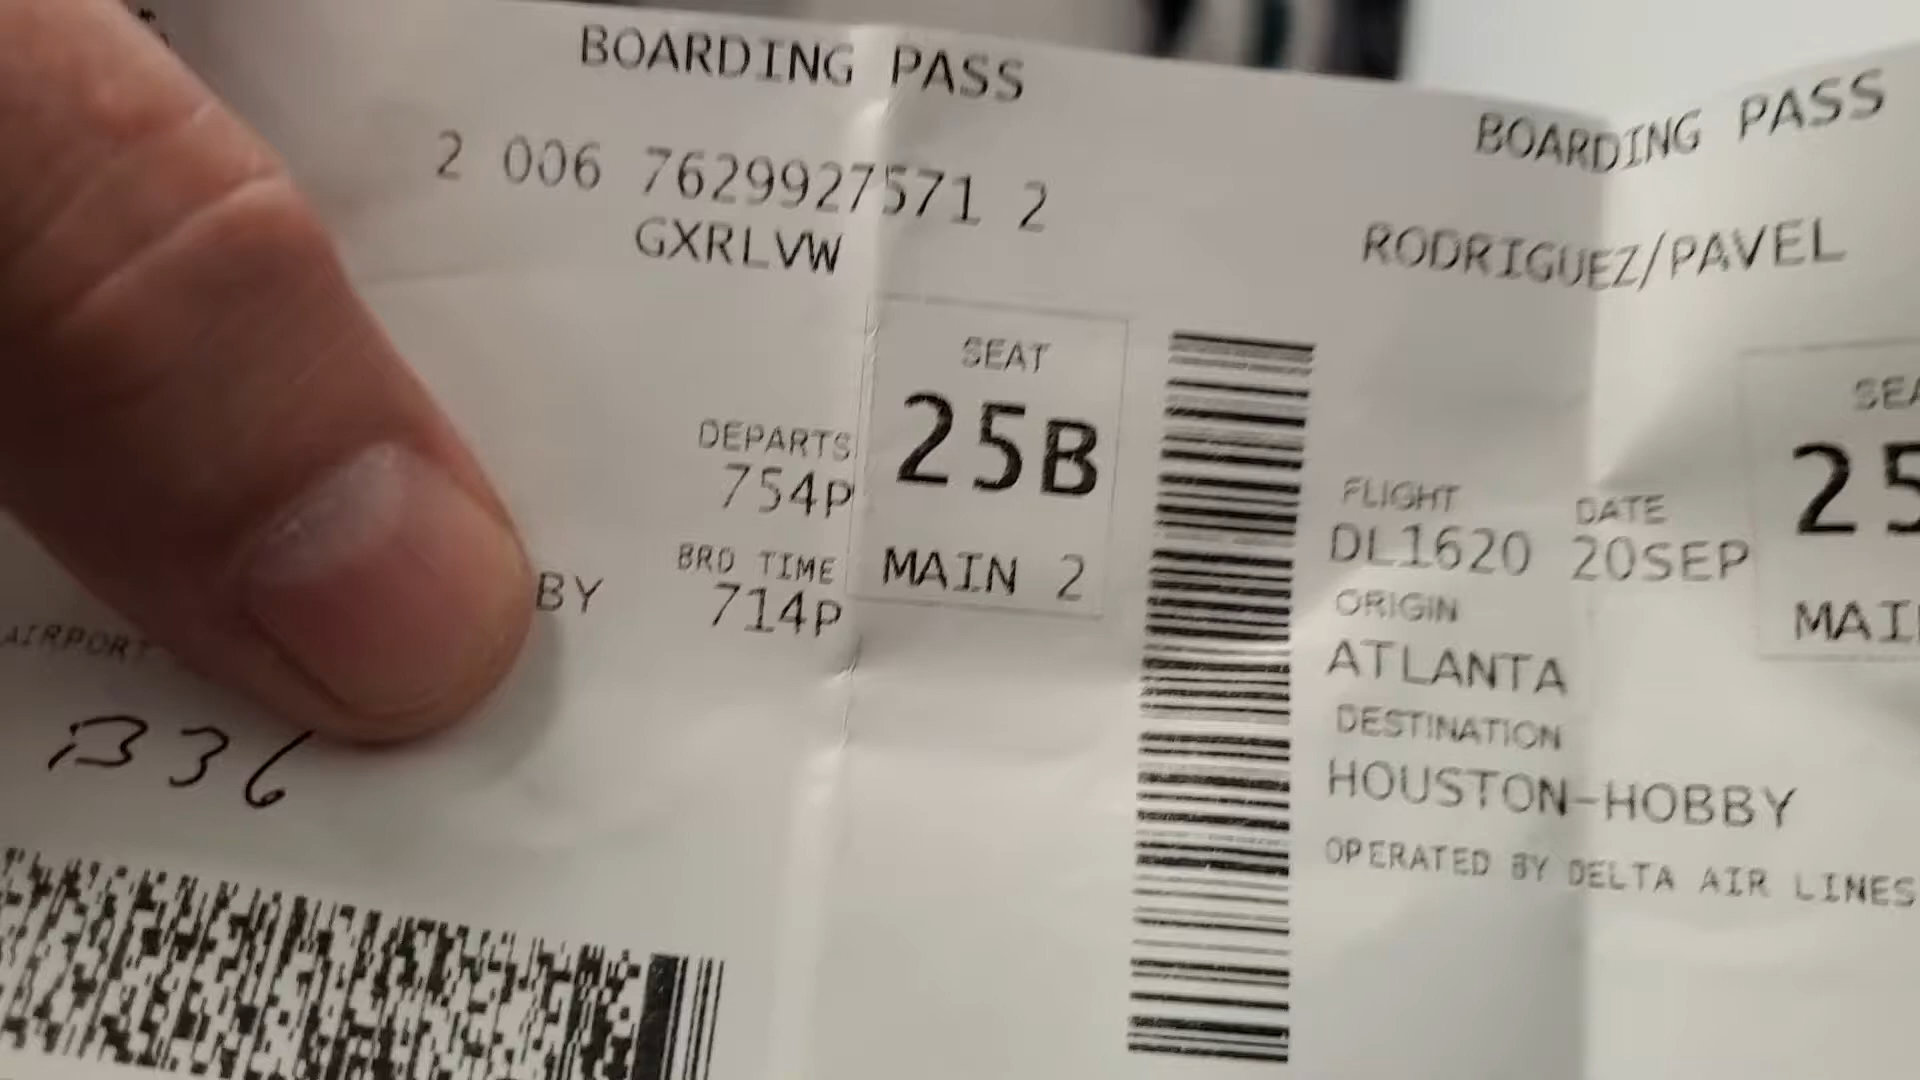 BOARDING PASS
2 006 7629927571 2
GXRLVW
SEAT
25B
DEPARTS
754P
BRD TIME
714P
MAIN 2
BY
AIRPORT
B36
BOARDING PASS
RODRIGUEZ/PAVEL
SEA
25
FLIGHT DATE
DL1620 20SEP
ORIGIN
MAI
ATLANTA
DESTINATION
HOUSTON-HOBBY
OPERATED BY DELTA AIR LINES